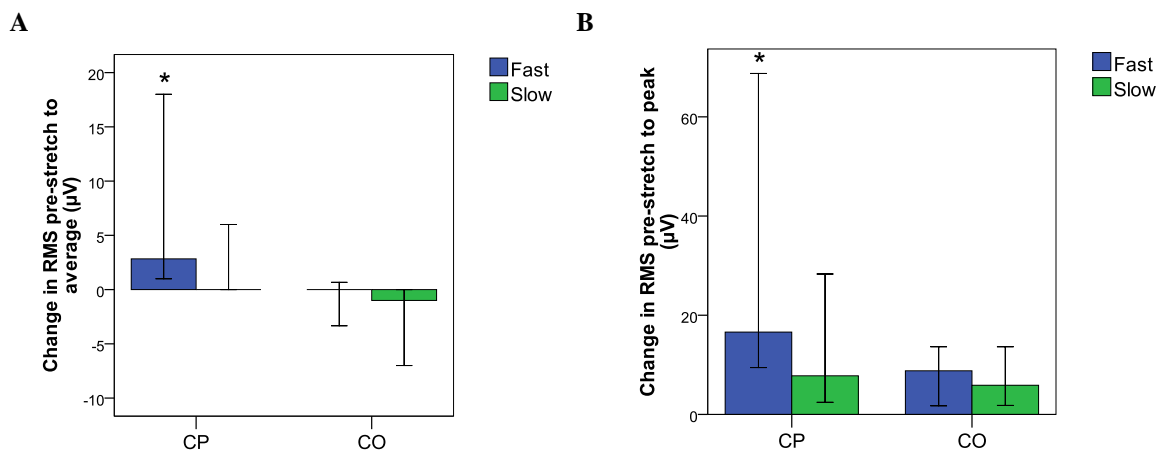 A
Change in RMS pre-stretch to
average (µV)
20
15
10
5
0
-5
-10
*
CP
CO
Fast
Slow
B
Change in RMS pre-stretch to peak
(µV)
60
40
20
0
*
CP
CO
Fast
Slow